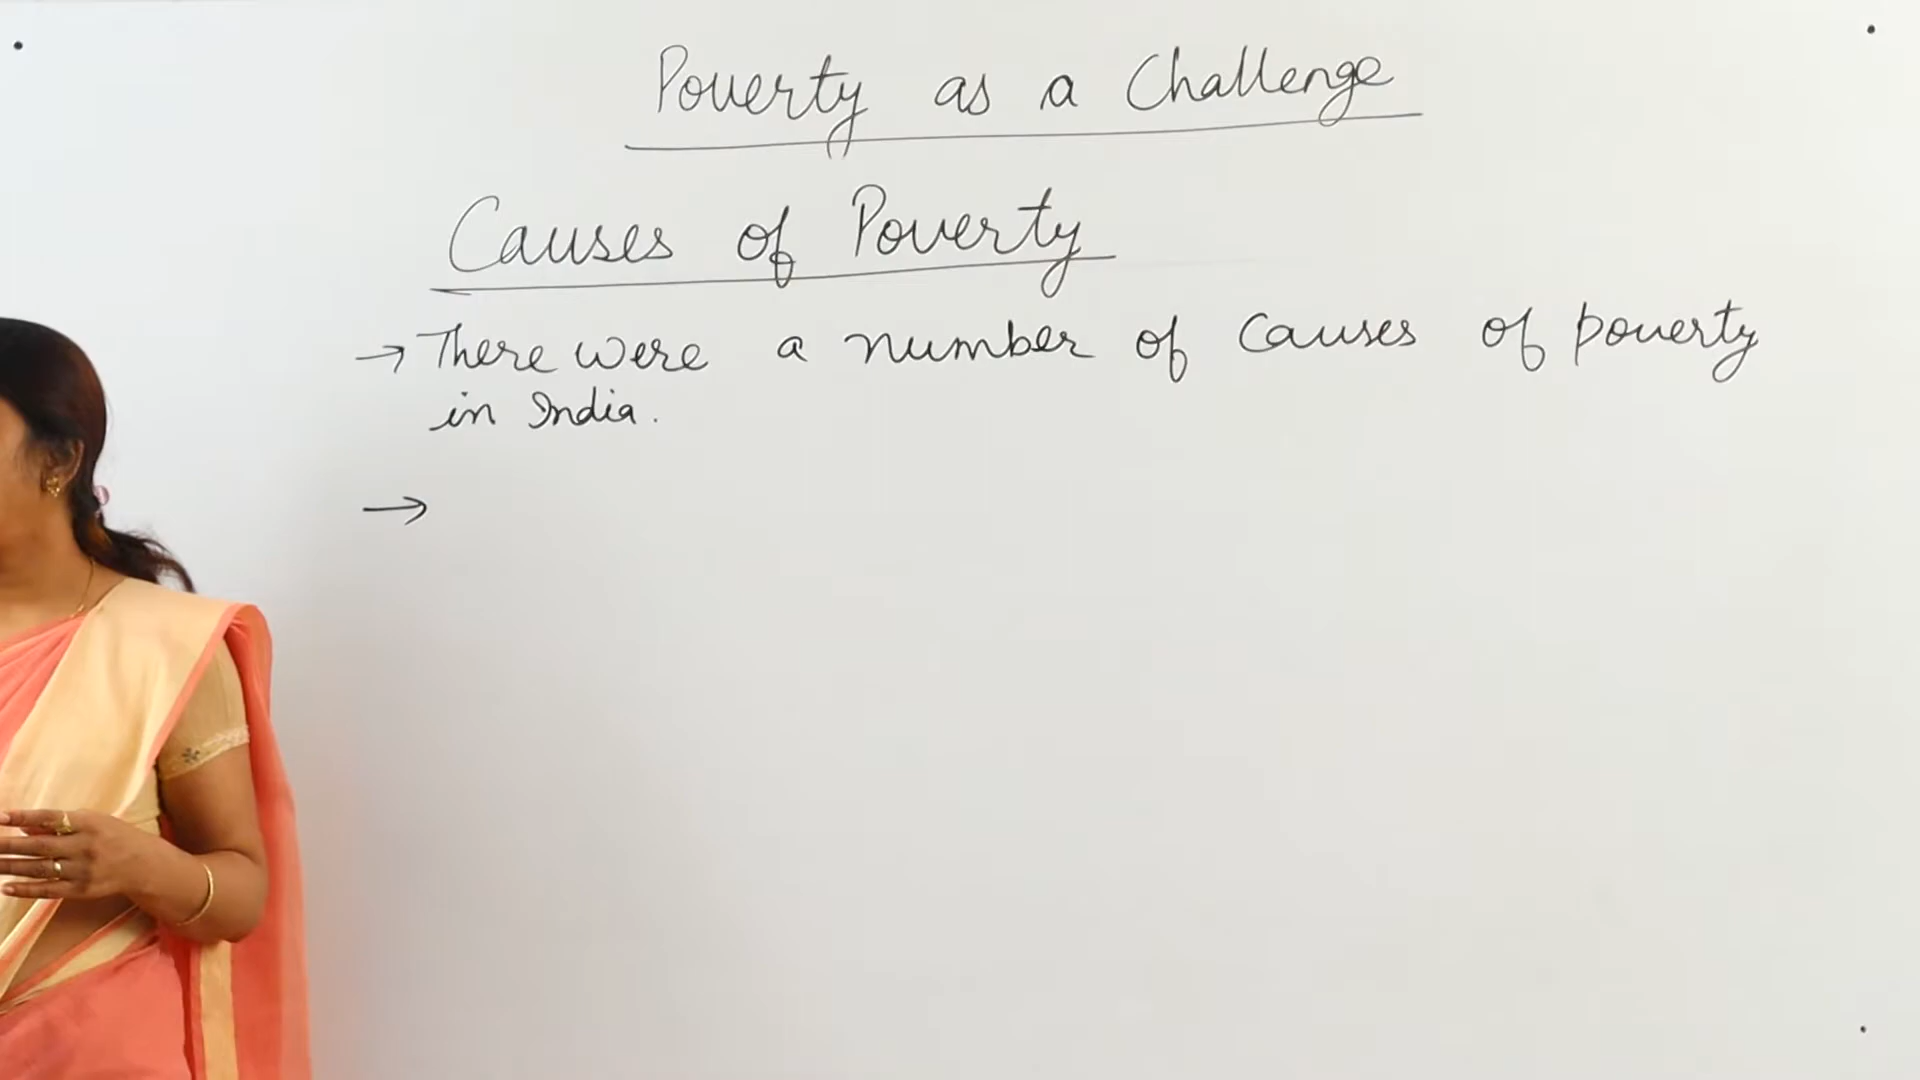 Poverty as a Challenge
Causes of Poverty
→ There were a number of causes of poverty
in India.
→